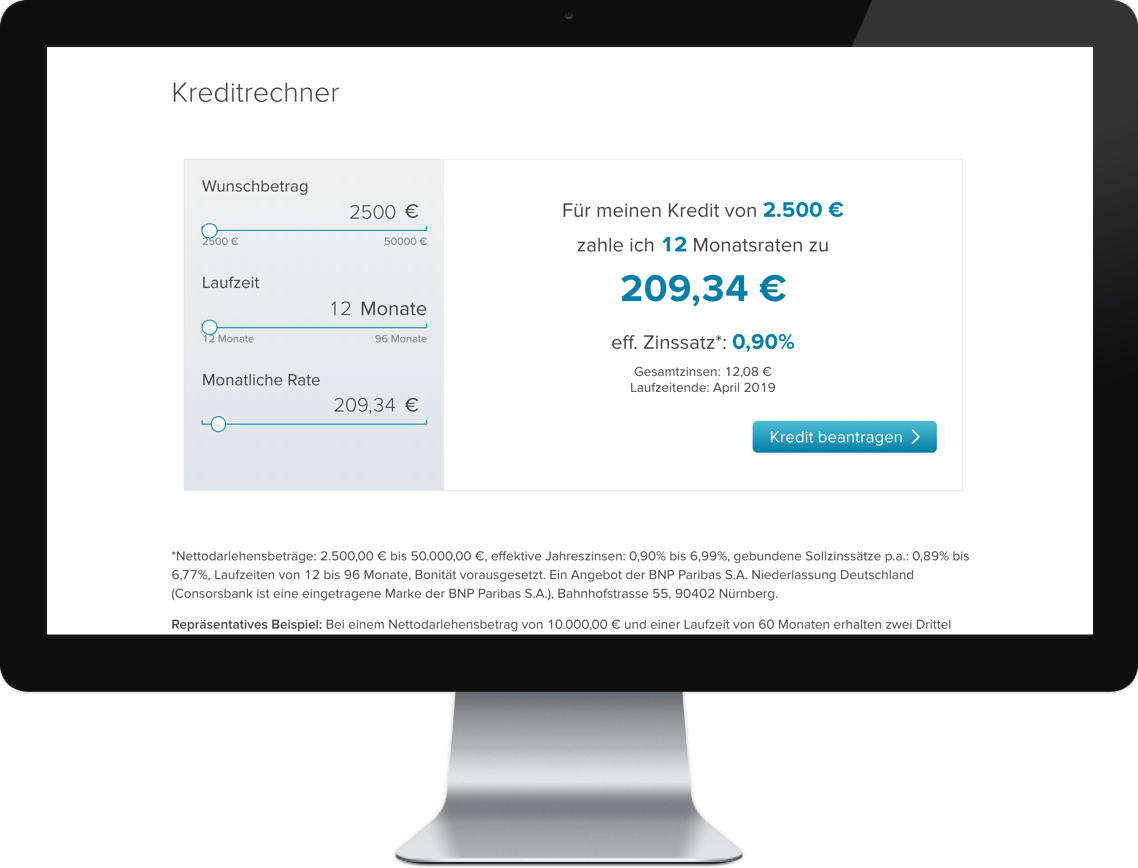 Kreditrechner
Wunschbetrag
2500 €
2500 €
50000 €
Laufzeit
12 Monate
12 Monate
96 Monate
Monatliche Rate
209,34 €
Für meinen Kredit von 2.500 €
zahle ich 12 Monatsraten zu
209,34 €
eff. Zinssatz*: 0,90%
Gesamtzinsen: 12,08 €
Laufzeitende: April 2019
Kredit beantragen
*Nettodarlehensbeträge: 2.500,00 € bis 50.000,00 €, effektive Jahreszinsen: 0,90% bis 6,99%, gebundene Sollzinssätze p.a.: 0,89% bis
6,77%, Laufzeiten von 12 bis 96 Monate, Bonität vorausgesetzt. Ein Angebot der BNP Paribas S.A. Niederlassung Deutschland
(Consorsbank ist eine eingetragene Marke der BNP Paribas S.A.), Bahnhofstrasse 55, 90402 Nürnberg.
Repräsentatives Beispiel: Bei einem Nettodarlehensbetrag von 10.000,00 € und einer Laufzeit von 60 Monaten erhalten zwei Drittel